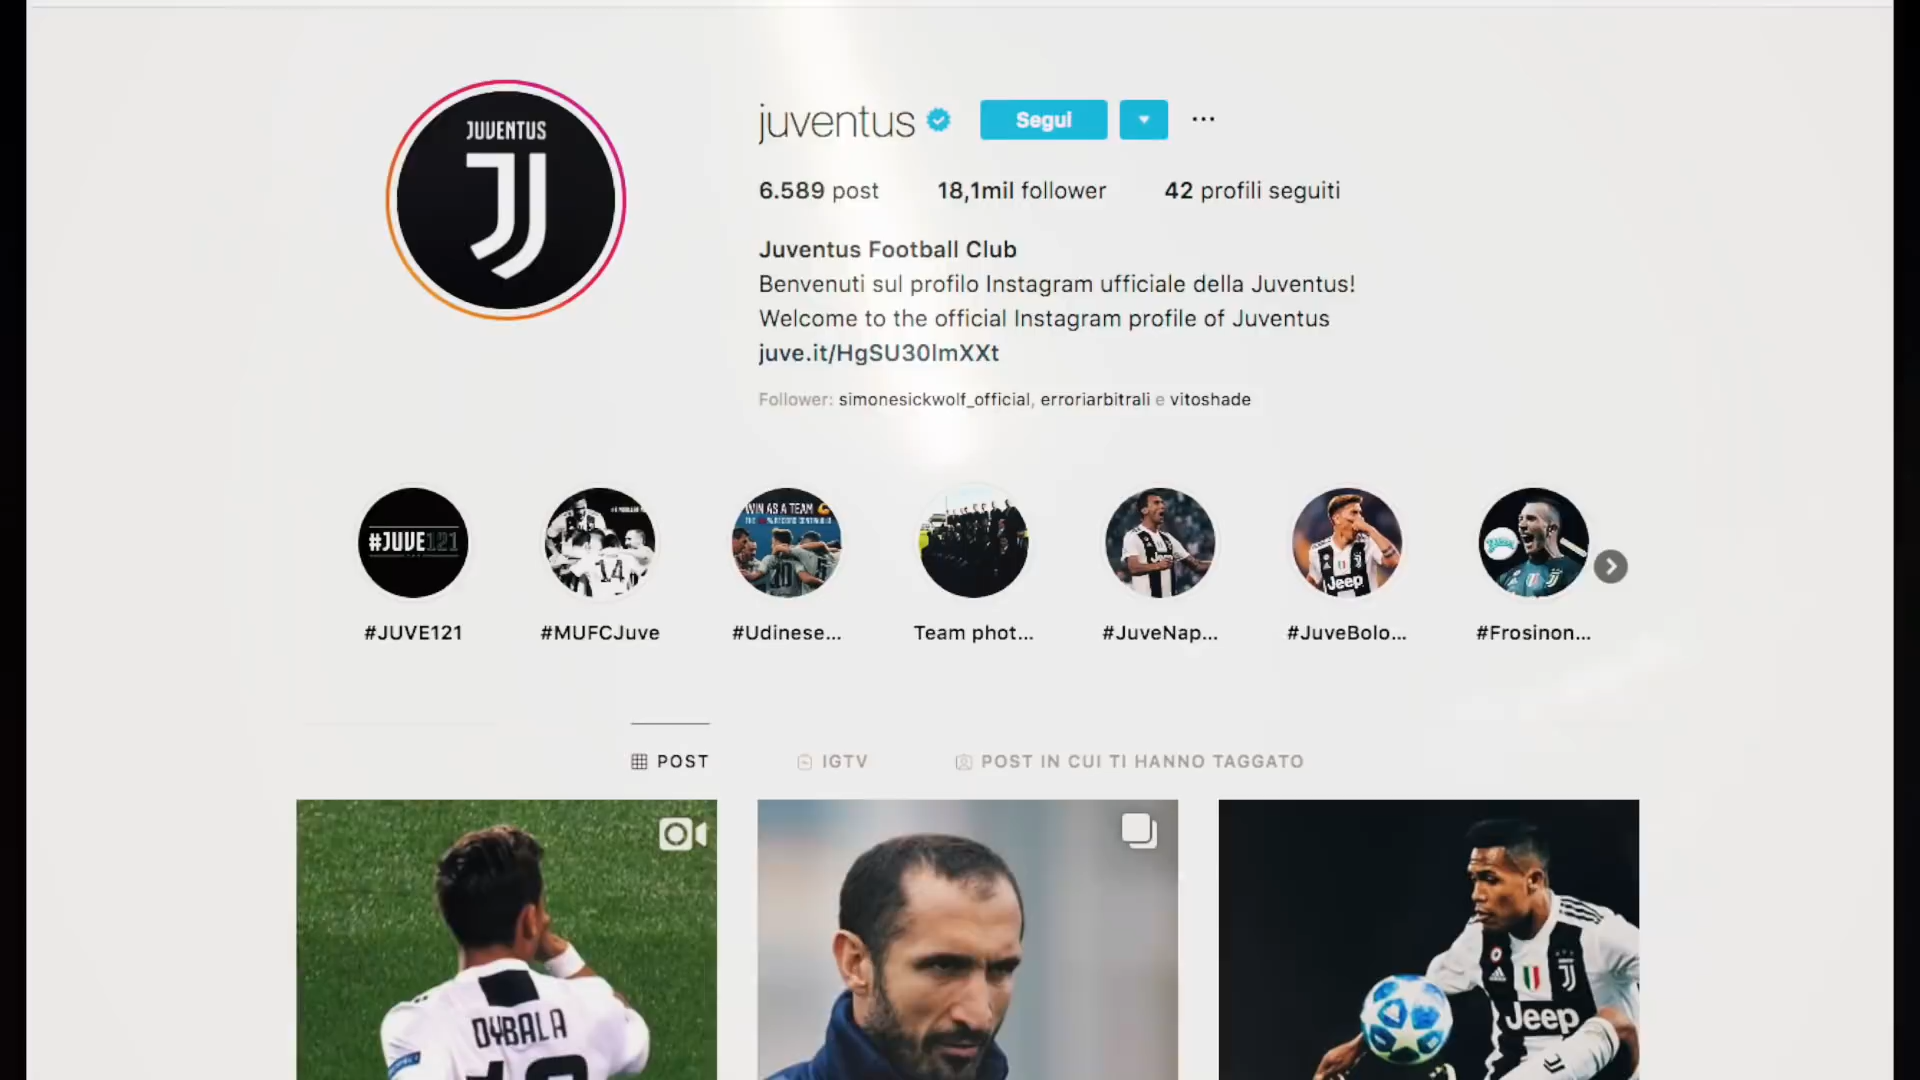 JUVENTUS
juventus
Segui
6.589 post
18,1mil follower
42 profili seguiti
Juventus Football Club
Benvenuti sul profilo Instagram ufficiale della Juventus!
Welcome to the official Instagram profile of Juventus
juve.it/HgSU30lmXXt
Follower: simonesickwolf_official, erroriarbitrali e vitoshade
#JUVE121
WIN AS A TEAM
10
14
Jeep
Jeep
#JUVE121
#MUFCJuve
#Udinese...
Team phot...
#JuveNap...
#JuveBolo...
#Frosinon...
POST
IGTV
POST IN CUI TI HANNO TAGGATO
DYBALA
10
Jeep